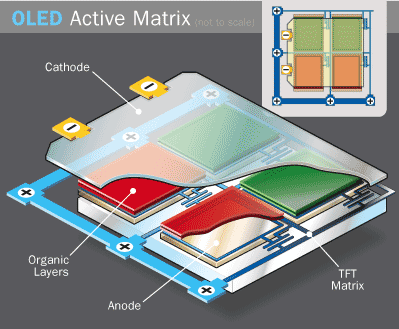 OLED Active Matrix (not to scale)
Cathode
Organic
Layers
Anode
TFT
Matrix